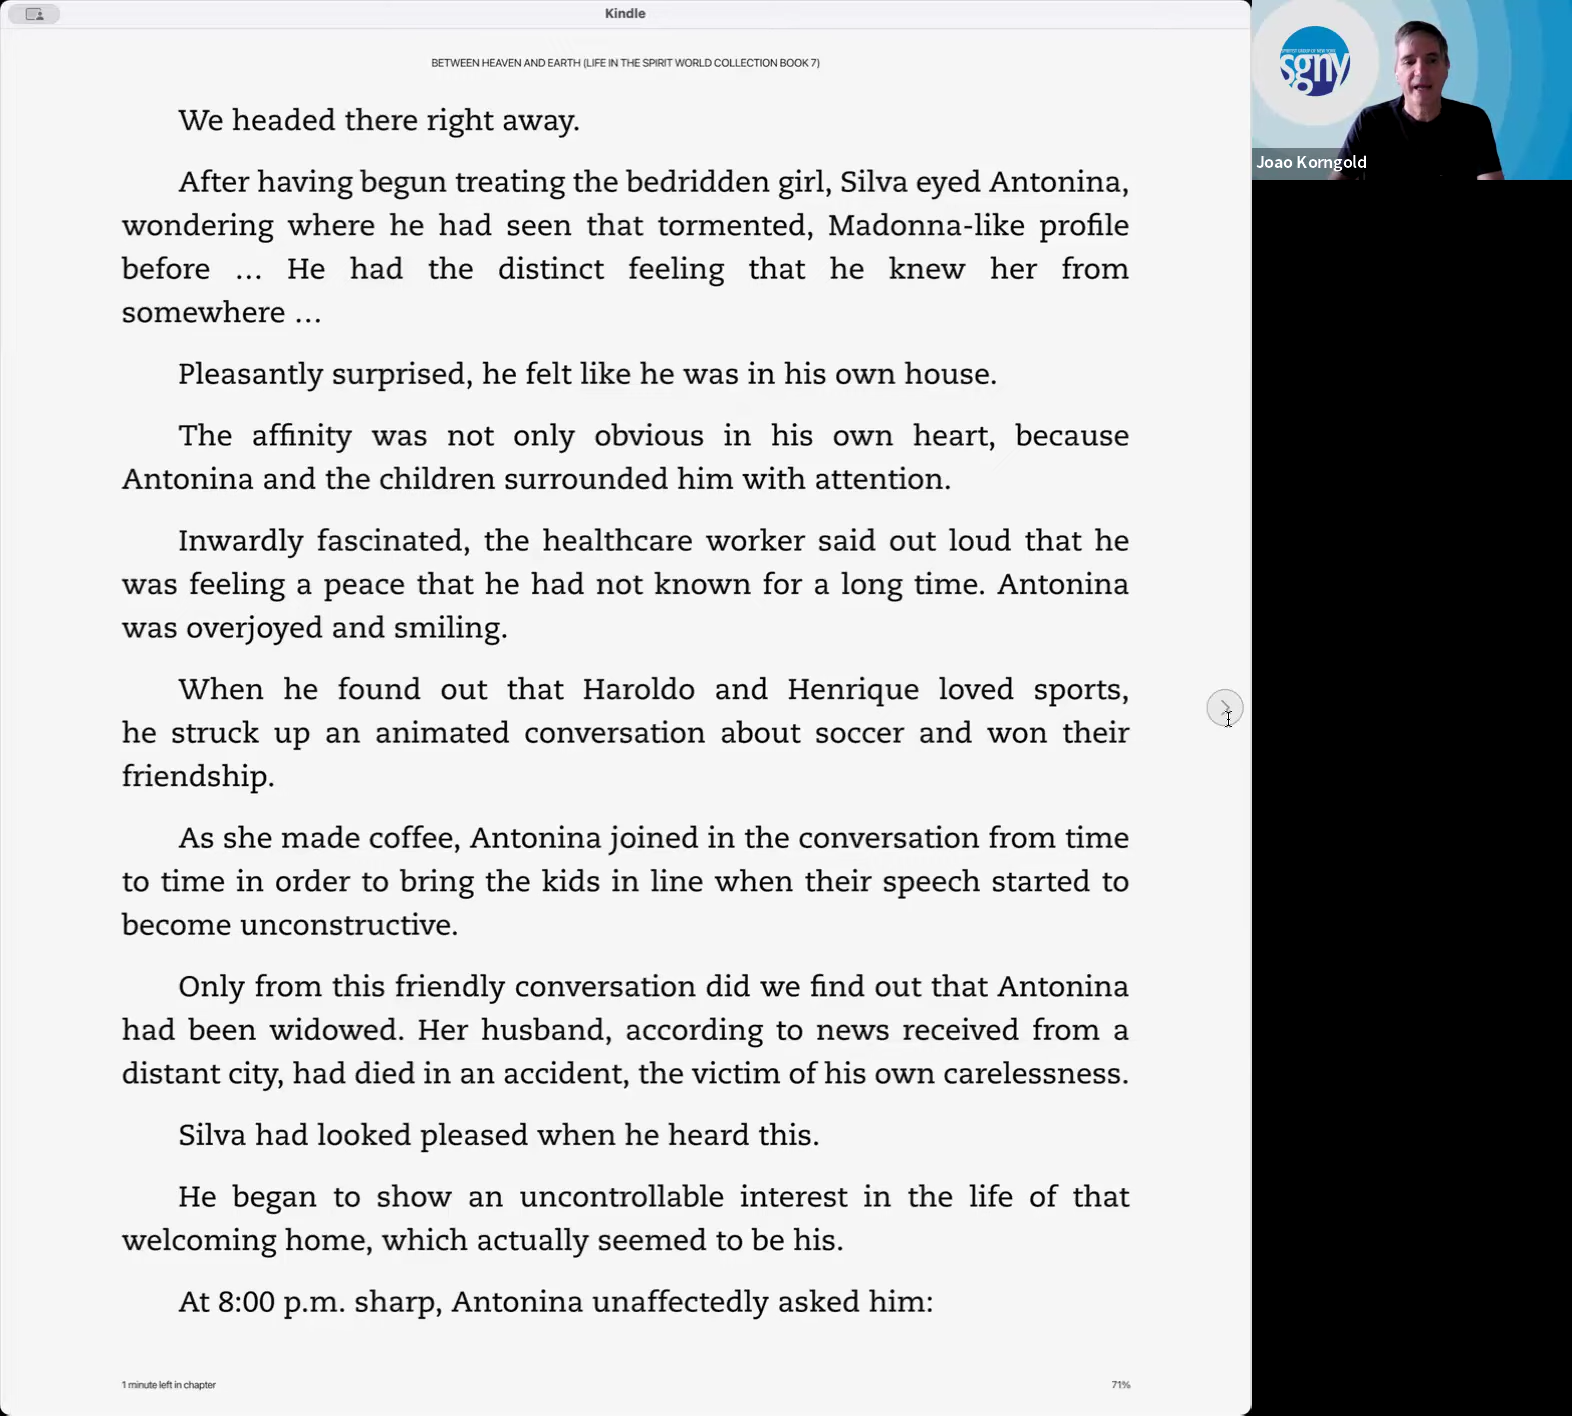 Kindle
BETWEEN HEAVEN AND EARTH (LIFE IN THE SPIRIT WORLD COLLECTION BOOK 7)
We headed there right away.
After having begun treating the bedridden girl, Silva eyed Antonina,
wondering where he had seen that tormented, Madonna-like profile
before ... He had the distinct feeling that he knew her from
somewhere ...
Pleasantly surprised, he felt like he was in his own house.
The affinity was not only obvious in his own heart, because
Antonina and the children surrounded him with attention.
Inwardly fascinated, the healthcare worker said out loud that he
was feeling a peace that he had not known for a long time. Antonina
was overjoyed and smiling.
When he found out that Haroldo and Henrique loved sports,
he struck up an animated conversation about soccer and won their
friendship.
As she made coffee, Antonina joined in the conversation from time
to time in order to bring the kids in line when their speech started to
become unconstructive.
Only from this friendly conversation did we find out that Antonina
had been widowed. Her husband, according to news received from a
distant city, had died in an accident, the victim of his own carelessness.
Silva had looked pleased when he heard this.
He began to show an uncontrollable interest in the life of that
welcoming home, which actually seemed to be his.
At 8:00 p.m. sharp, Antonina unaffectedly asked him:
1 minute left in chapter
71%
sgny
Joao Korngold